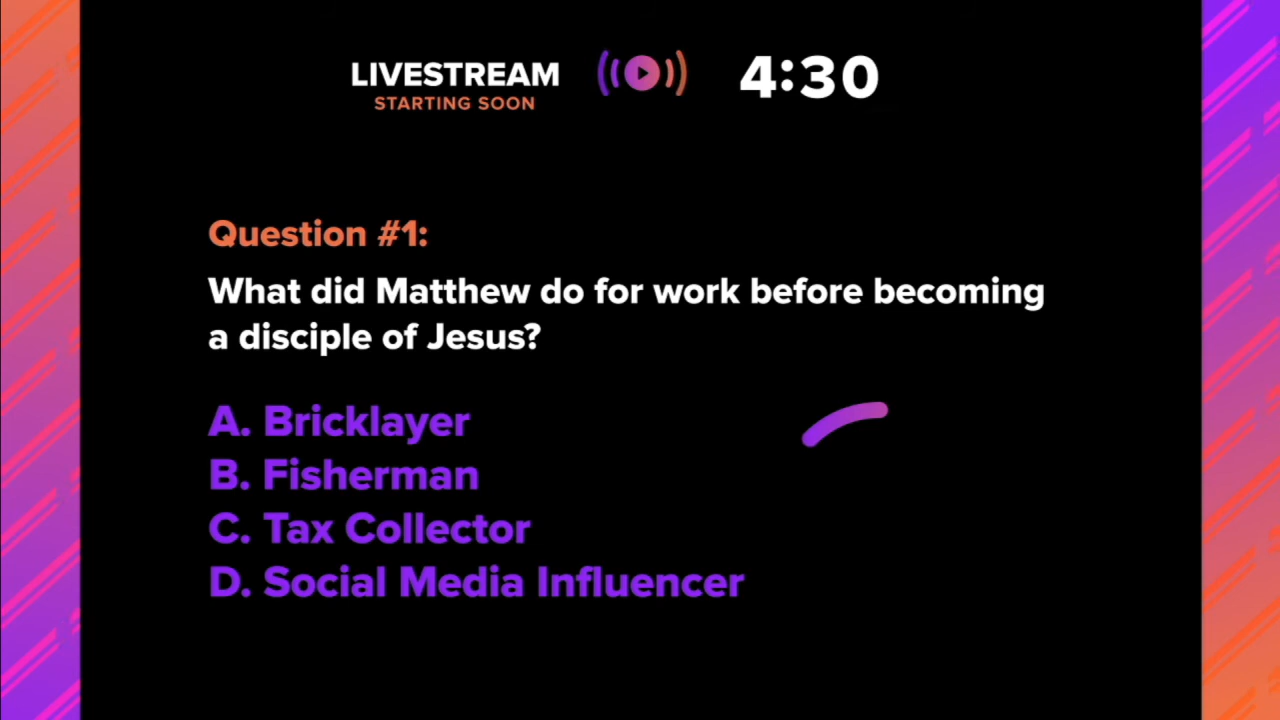 LIVESTREAM
STARTING SOON
4:30
Question #1:
What did Matthew do for work before becoming
a disciple of Jesus?
A. Bricklayer
B. Fisherman
C. Tax Collector
D. Social Media Influencer